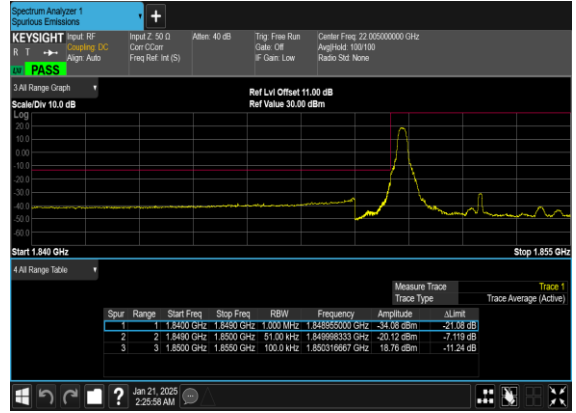 Spectrum Analyzer 1
Spurious Emissions
KEYSIGHT Input: RF Input Z: 50 Ω Atten: 40 dB Trig: Free Run Center Freq: 22.005000000 GHz
R T Coupling: DC Corr CCorr Gate: Off Avg|Hold: 100/100
Align: Auto Freq Ref: Int (S) IF Gain: Low Radio Std: None
PASS
3 All Range Graph
Ref Lvl Offset 11.00 dB
Scale/Div 10.0 dB Ref Value 30.00 dBm
Log
20.0
10.0
0.00
-10.0
-20.0
-30.0
-40.0
-50.0
-60.0
Start 1.840 GHz Stop 1.855 GHz
4 All Range Table
Measure Trace Trace 1
Trace Type Trace Average (Active)
Spur Range Start Freq Stop Freq RBW Frequency Amplitude ΔLimit
1 1 1.8400 GHz 1.8490 GHz 1.000 MHz 1.848955000 GHz -34.08 dBm -21.08 dB
2 2 1.8490 GHz 1.8500 GHz 51.00 kHz 1.849998333 GHz -20.12 dBm -7.119 dB
3 3 1.8500 GHz 1.8550 GHz 100.0 kHz 1.850316667 GHz 18.76 dBm -11.24 dB
? Jan 21, 2025
2:25:58 AM